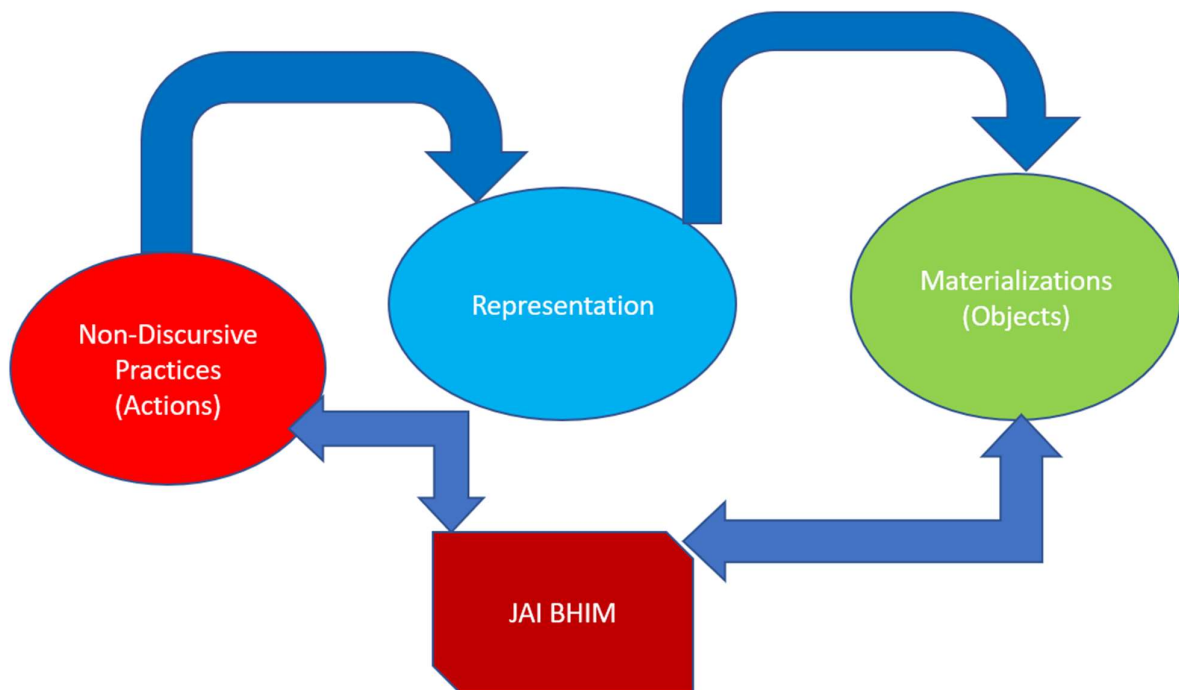 Non-Discursive
Practices
(Actions)
Representation
Materializations
(Objects)
JAI BHIM